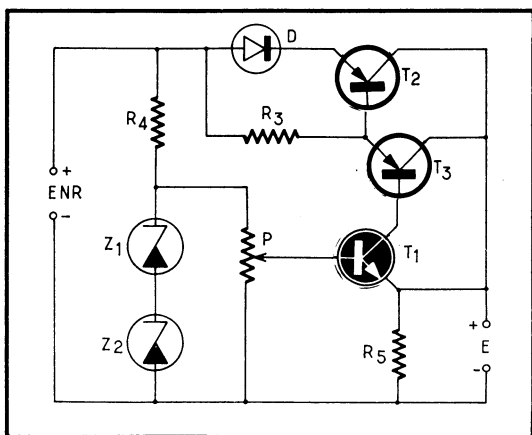 D
T2
R4
R3
T3
+
ENR
-
Z1
P
T1
Z2
R5
+
E
-